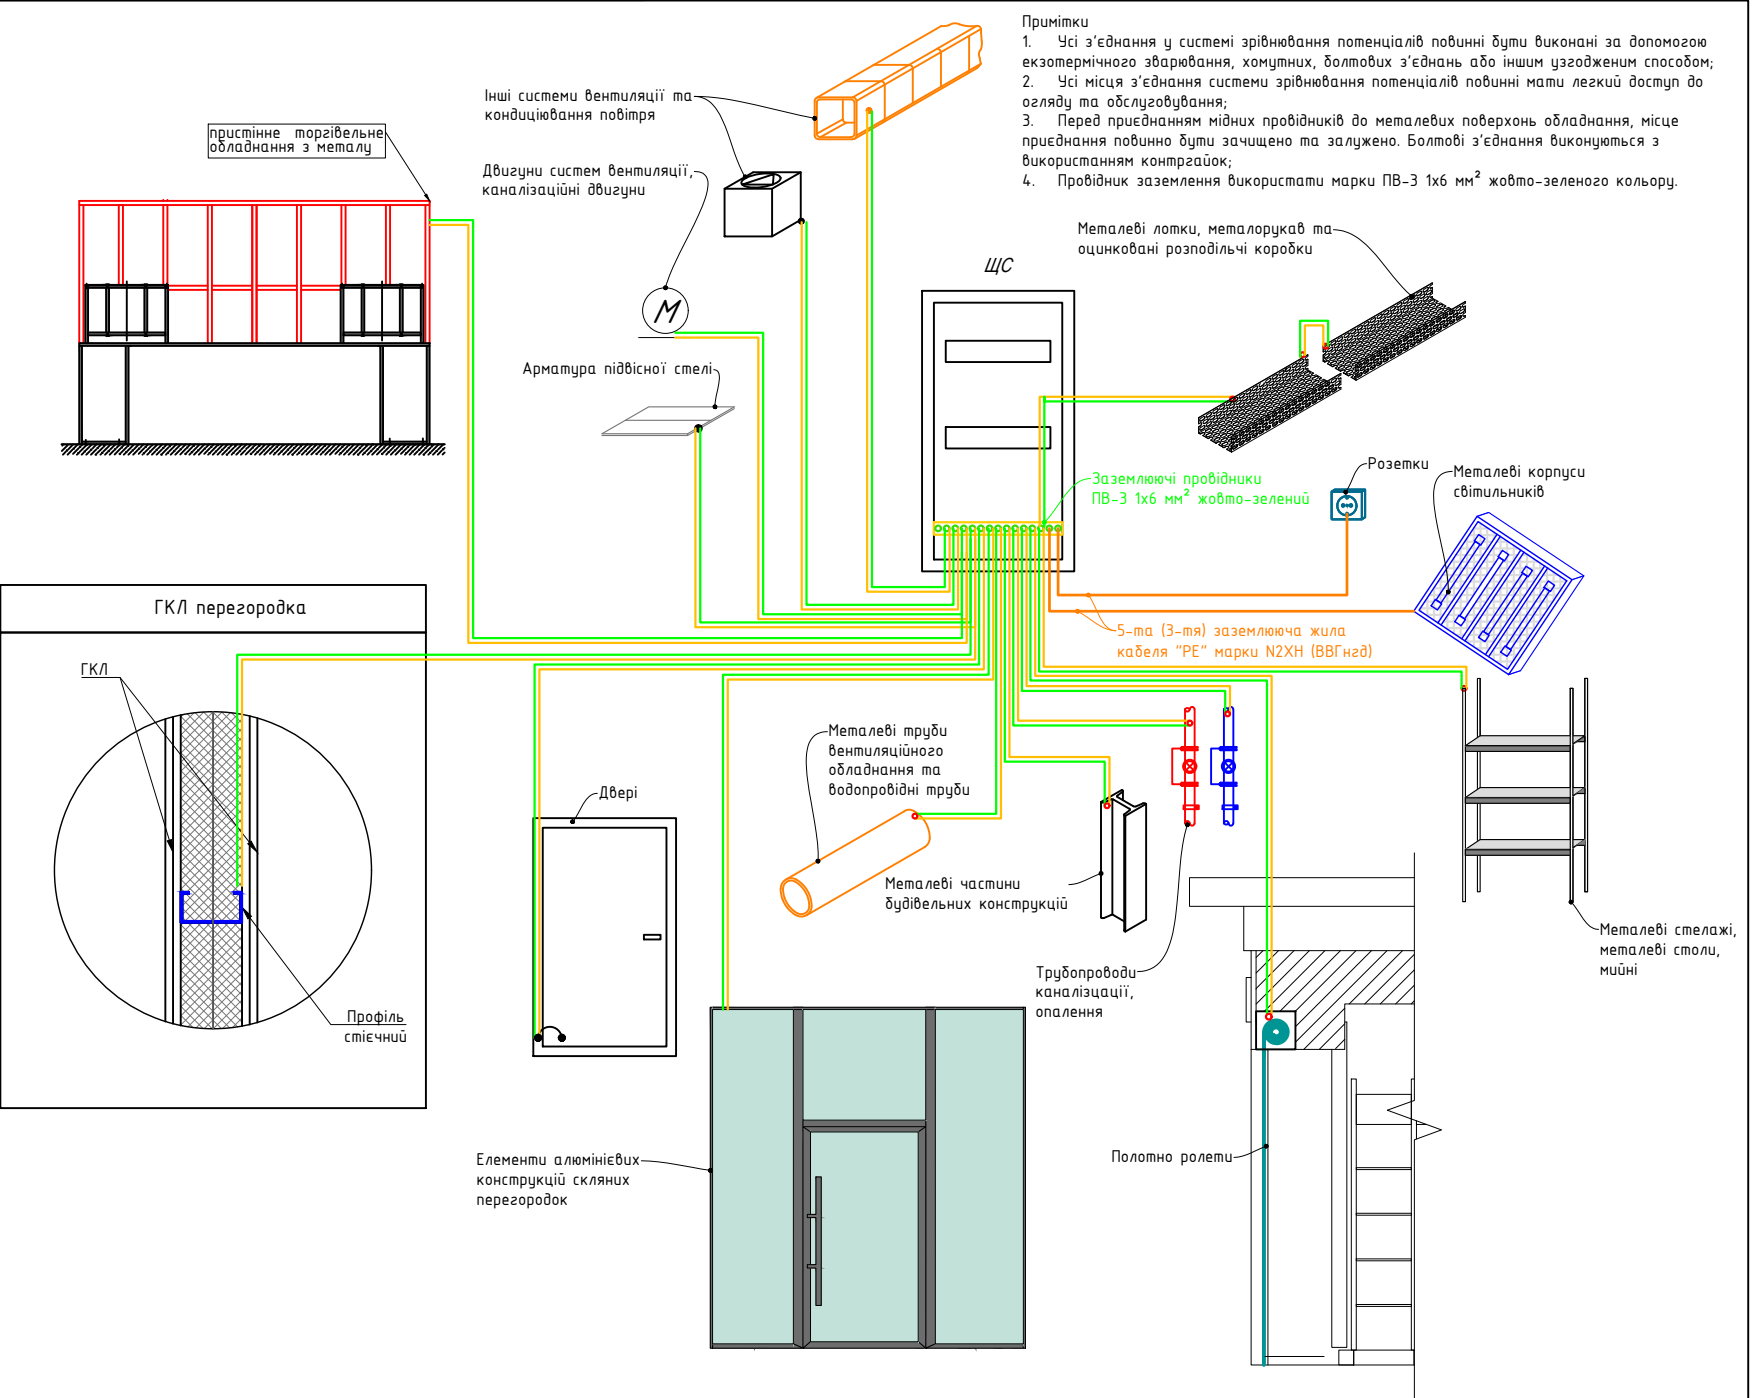 Примітки
1. Усі з'єднання у системі зрівнювання потенціалів повинні бути виконані за допомогою
екзотермічного зварювання, хомутних, болтових з'єднань або іншим узгодженим способом;
2. Усі місця з'єднання системи зрівнювання потенціалів повинні мати легкий доступ до
огляду та обслуговування;
3. Перед приєднанням мідних провідників до металевих поверхонь обладнання, місце
приєднання повинно бути зачищено та залужено. Болтові з'єднання виконуються з
використанням контргайок;
4. Провідник заземлення використати марки ПВ-3 1х6 мм² жовто-зеленого кольору.
Інші системи вентиляції та
кондиціювання повітря
пристінне торгівельне
обладнання з металу
Двигуни систем вентиляції,
каналізаційні двигуни
М
Арматура підвісної стелі
ЩС
Металеві лотки, металорукав та
оцинковані розподільчі коробки
Заземлюючі провідники
ПВ-3 1х6 мм² жовто-зелений
Розетки
Металеві корпуси
світильників
5-та (3-тя) заземлююча жила
кабеля "РЕ" марки N2XH (ВВГнгд)
ГКЛ перегородка
ГКЛ
Профіль
стієчний
Двері
Металеві труби
вентиляційного
обладнання та
водопровідні труби
Металеві частини
будівельних конструкцій
Трубопроводи
каналізцації,
опалення
Металеві стелажі,
металеві столи,
мийні
Елементи алюмінієвих
конструкцій скляних
перегородок
Полотно ролети